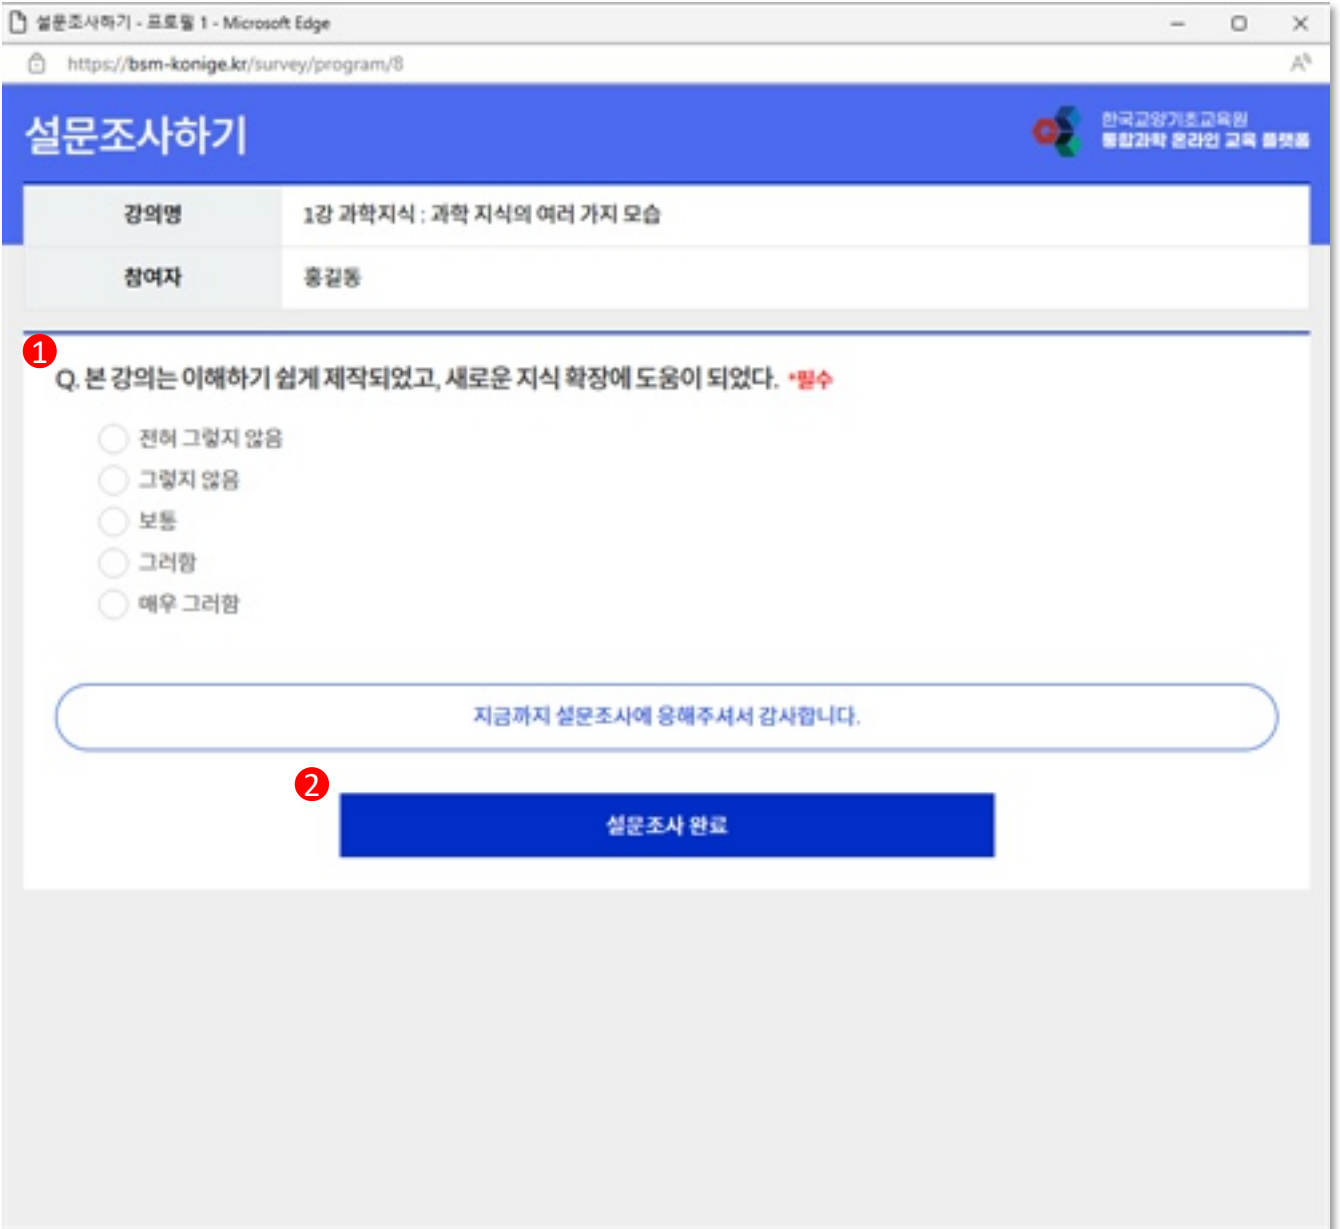 설문조사하기 - 프로필 1 - Microsoft Edge
https://bsm-konige.kr/survey/program/8
설문조사하기
한국교양기초교육원
통합과학 온라인 교육 플랫폼
강의명 1강 과학지식 : 과학 지식의 여러 가지 모습
참여자 홍길동
1
Q. 본 강의는 이해하기 쉽게 제작되었고, 새로운 지식 확장에 도움이 되었다. *필수
전혀 그렇지 않음
그렇지 않음
보통
그러함
매우 그러함
지금까지 설문조사에 응해주셔서 감사합니다.
2
설문조사 완료